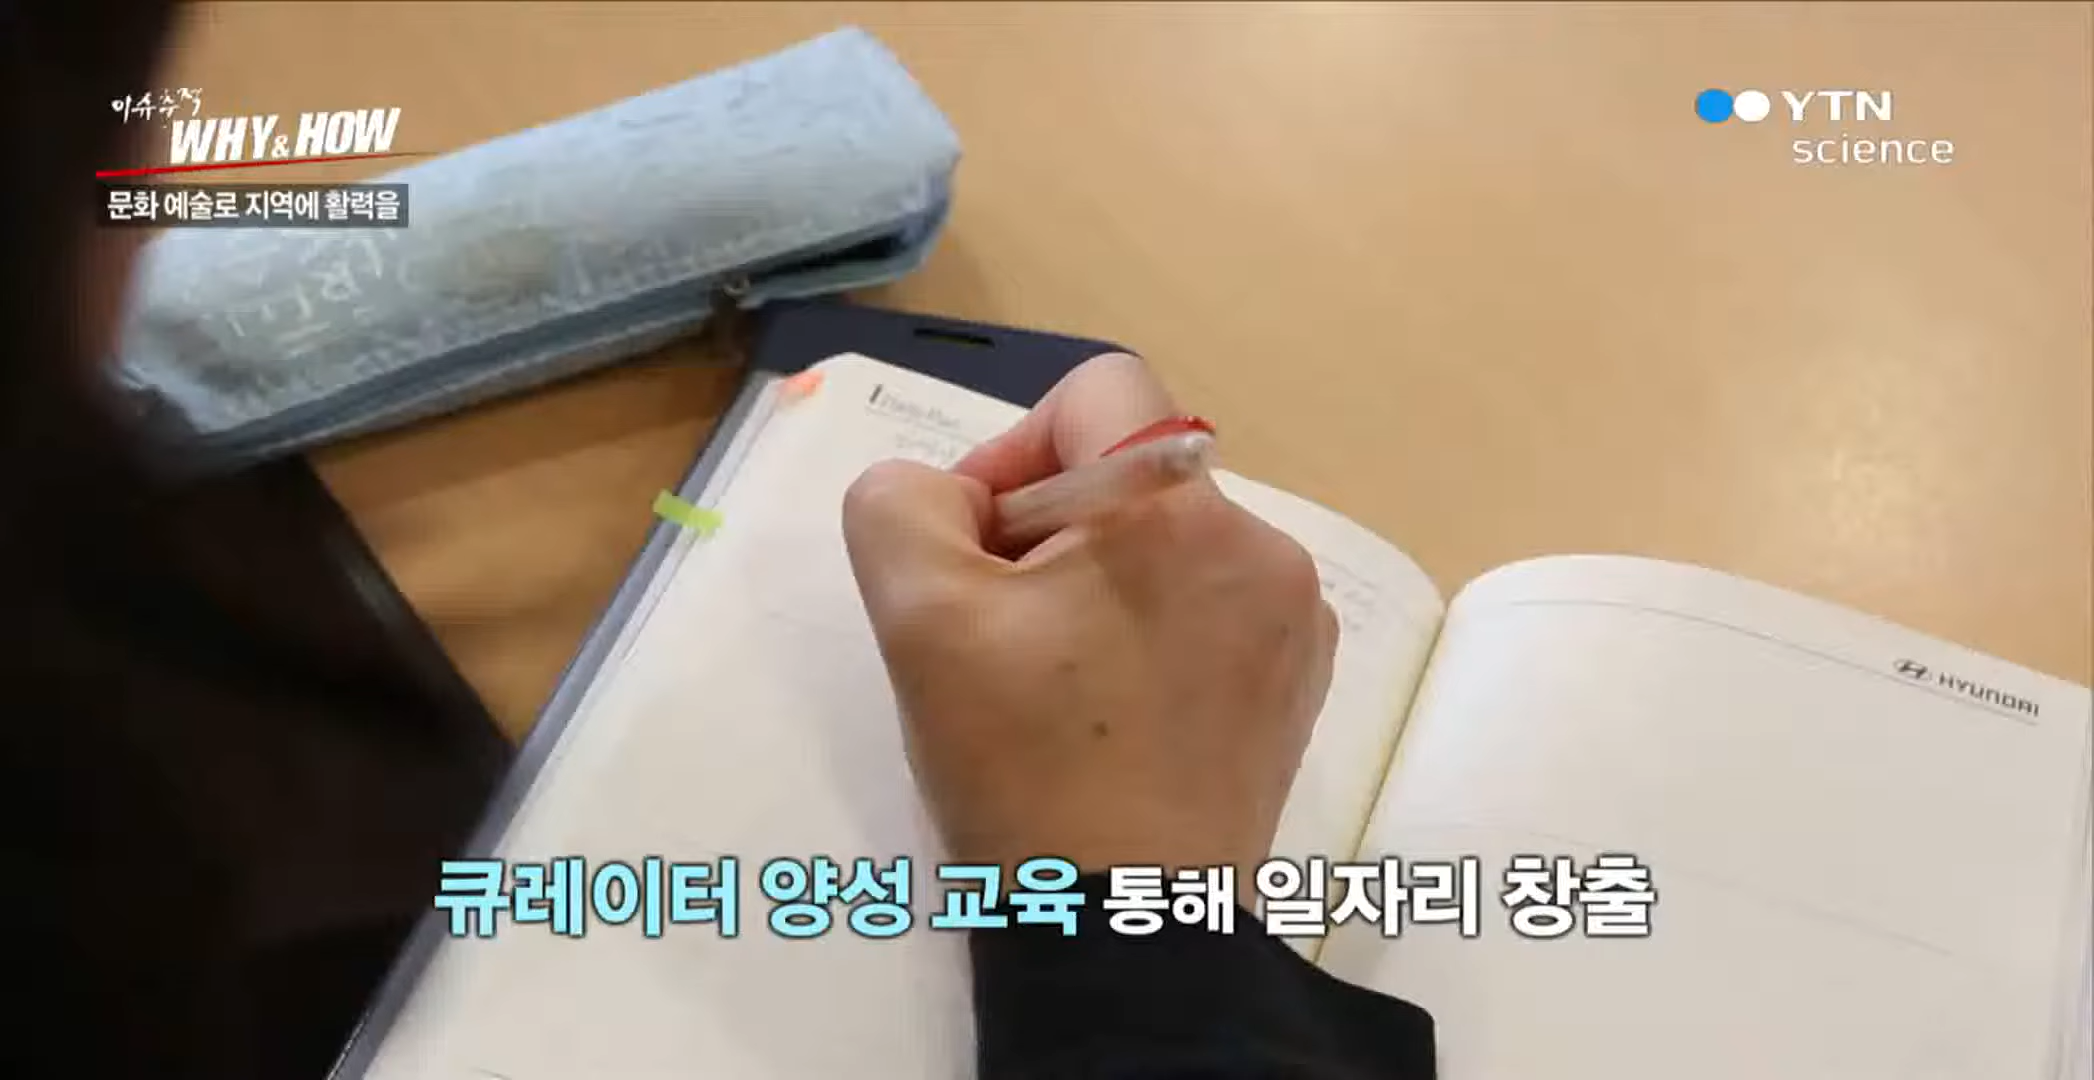 이슈추적
WHY & HOW
문화 예술로 지역에 활력을
YTN
science
HYUNDAI
큐레이터 양성 교육 통해 일자리 창출